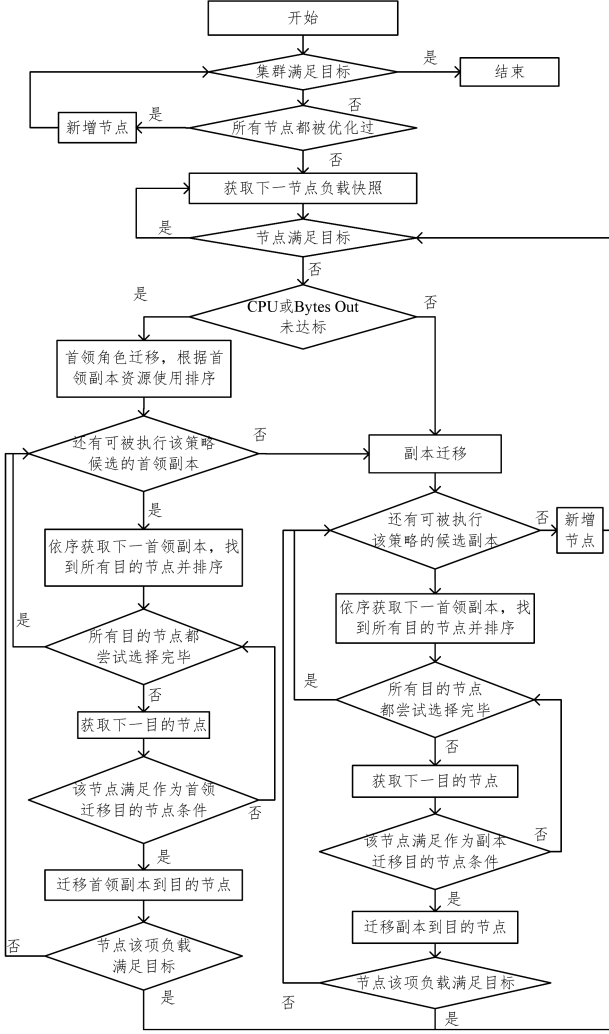 开始
集群满足目标
是
结束
否
新增节点
是
所有节点都被优化过
否
获取下一节点负载快照
是
节点满足目标
否
是
CPU或Bytes Out
未达标
否
首领角色迁移，根据首
领副本资源使用排序
还有可被执行该策略
候选的首领副本
否
副本迁移
是
依序获取下一首领副本，找
到所有目的节点并排序
是
所有目的节点都
尝试选择完毕
否
获取下一目的节点
该节点满足作为首领
迁移目的节点条件
否
是
迁移首领副本到目的节点
否
节点该项负载
满足目标
是
还有可被执行
该策略的候选副本
否
新增
节点
是
依序获取下一首领副本，找
到所有目的节点并排序
是
所有目的节点
都尝试选择完毕
否
获取下一目的节点
该节点满足作为副本
迁移目的节点条件
否
是
迁移副本到目的节点
节点该项负载满足目标
否
是